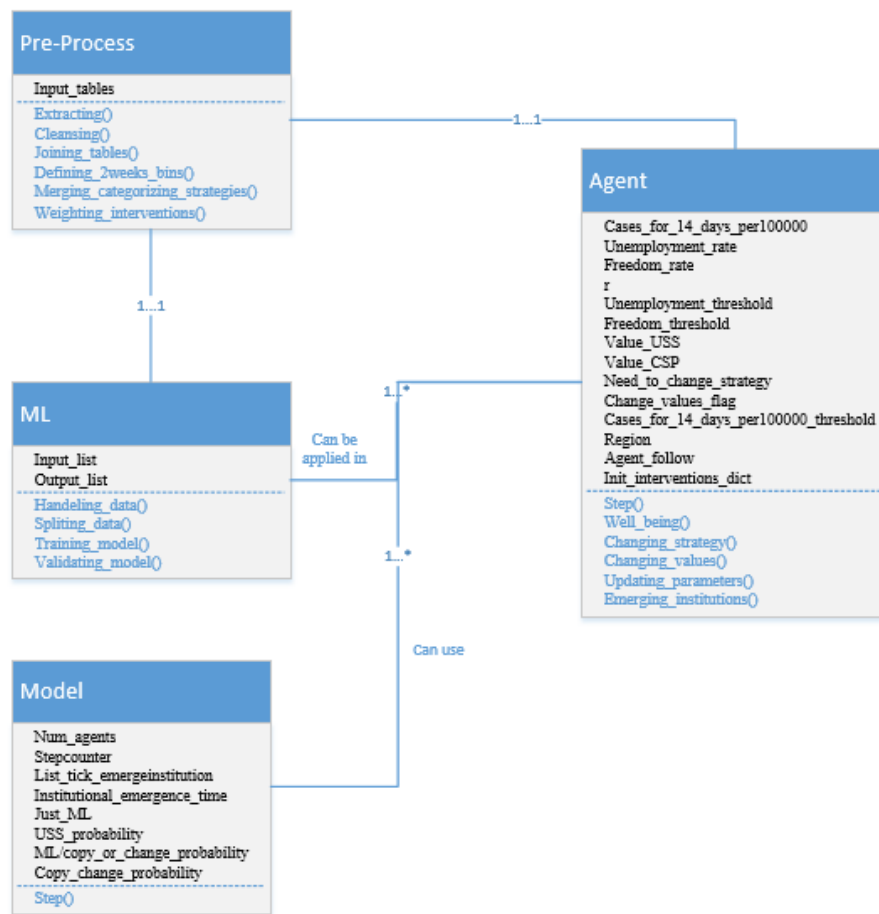 Pre-Process
Input_tables
Extracting()
Cleansing()
Joining_tables()
Defining_2weeks_bins()
Merging_categorizing_strategies()
Weighting_interventions()
1...1
Agent
Cases_for_14_days_per100000
Unemployment_rate
Freedom_rate
r
Unemployment_threshold
Freedom_threshold
Value_USS
Value_CSP
Need_to_change_strategy
Change_values_flag
Cases_for_14_days_per100000_threshold
Region
Agent_follow
Init_interventions_dict
Step()
Well_being()
Changing_strategy()
Changing_values()
Updating_parameters()
Emerging_institutions()
1...1
ML
Input_list
Output_list
Handeling_data()
Spliting_data()
Training_model()
Validating_model()
1...*
Can be
applied in
1...*
Can use
Model
Num_agents
Stepcounter
List_tick_emergeinstitution
Institutional_emergence_time
Just_ML
USS_probability
ML/copy_or_change_probability
Copy_change_probability
Step()